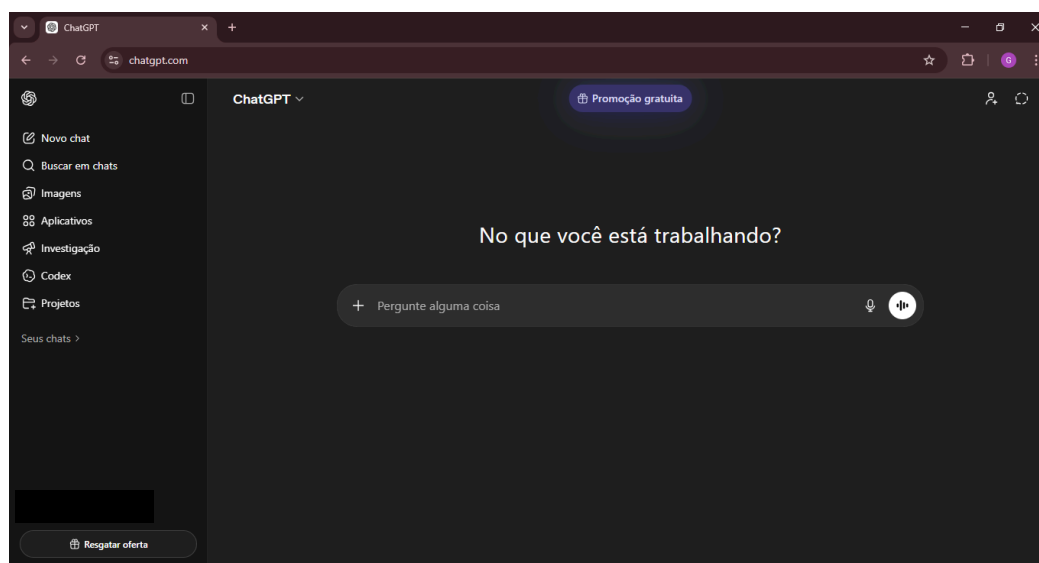 ChatGPT
chatgpt.com
G
ChatGPT
Promoção gratuita
Novo chat
Buscar em chats
Imagens
Aplicativos
Investigação
Codex
Projetos
Seus chats
No que você está trabalhando?
Pergunte alguma coisa
Resgatar oferta